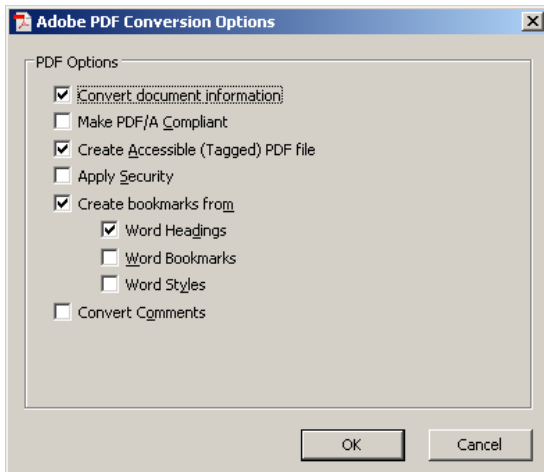 Adobe PDF Conversion Options
PDF Options
Convert document information
Make PDF/A Compliant
Create Accessible (Tagged) PDF file
Apply Security
Create bookmarks from
Word Headings
Word Bookmarks
Word Styles
Convert Comments
OK Cancel